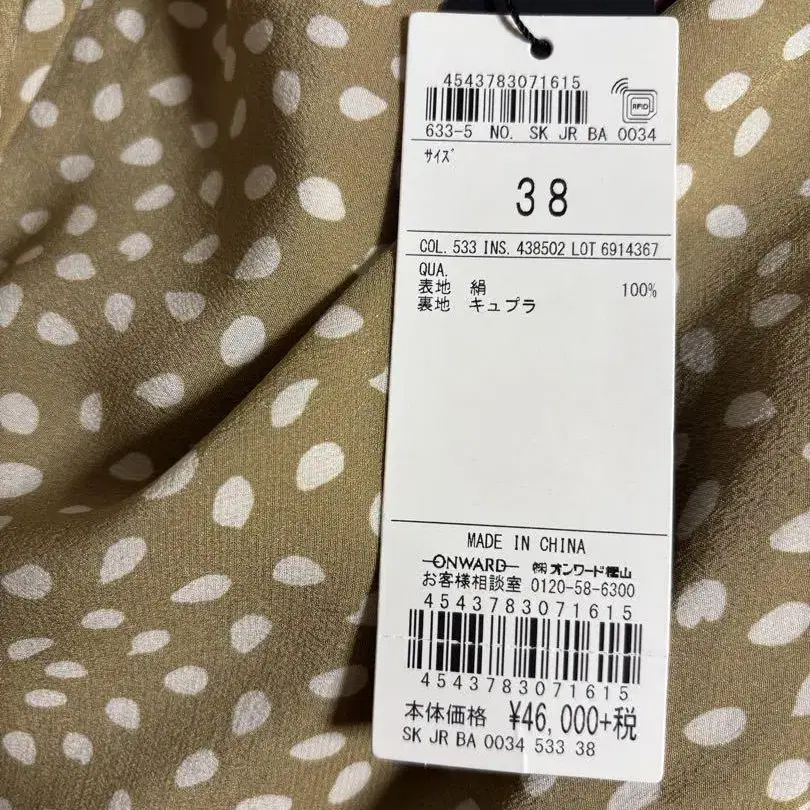 4543783071615
RFID
633-5 NO. SK JR BA 0034
サイズ
38
COL. 533 INS. 438502 LOT 6914367
QUA.
表地 絹 100%
裏地 キュプラ
MADE IN CHINA
ONWARD ㈱オンワード樫山
お客様相談室 0120-58-6300
4543783071615
4543783071615
本体価格 ¥46,000+税
SK JR BA 0034 533 38